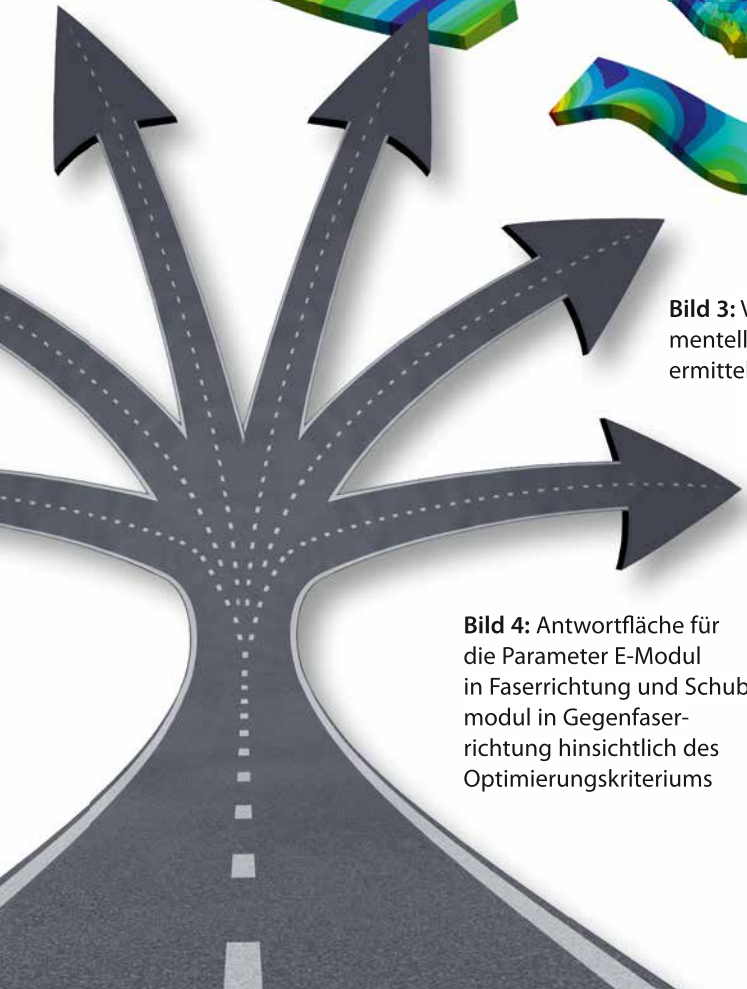 Bild 3:
mentell
ermittel
Bild 4: Antwortfläche für
die Parameter E-Modul
in Faserrichtung und Schub
modul in Gegenfaser-
richtung hinsichtlich des
Optimierungskriteriums